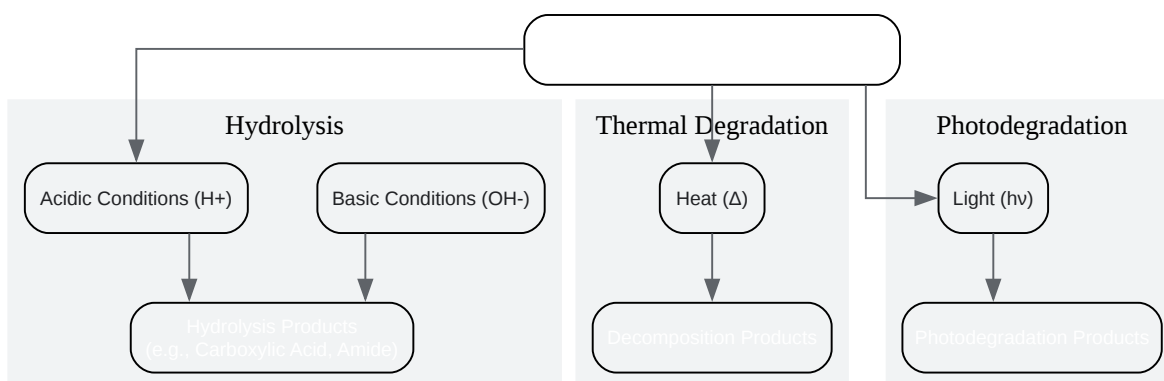 Hydrolysis
Thermal Degradation
Photodegradation
Acidic Conditions (H+)
Basic Conditions (OH-)
Heat (Δ)
Light (hν)
Hydrolysis Products
(e.g., Carboxylic Acid, Amide)
Decomposition Products
Photodegradation Products